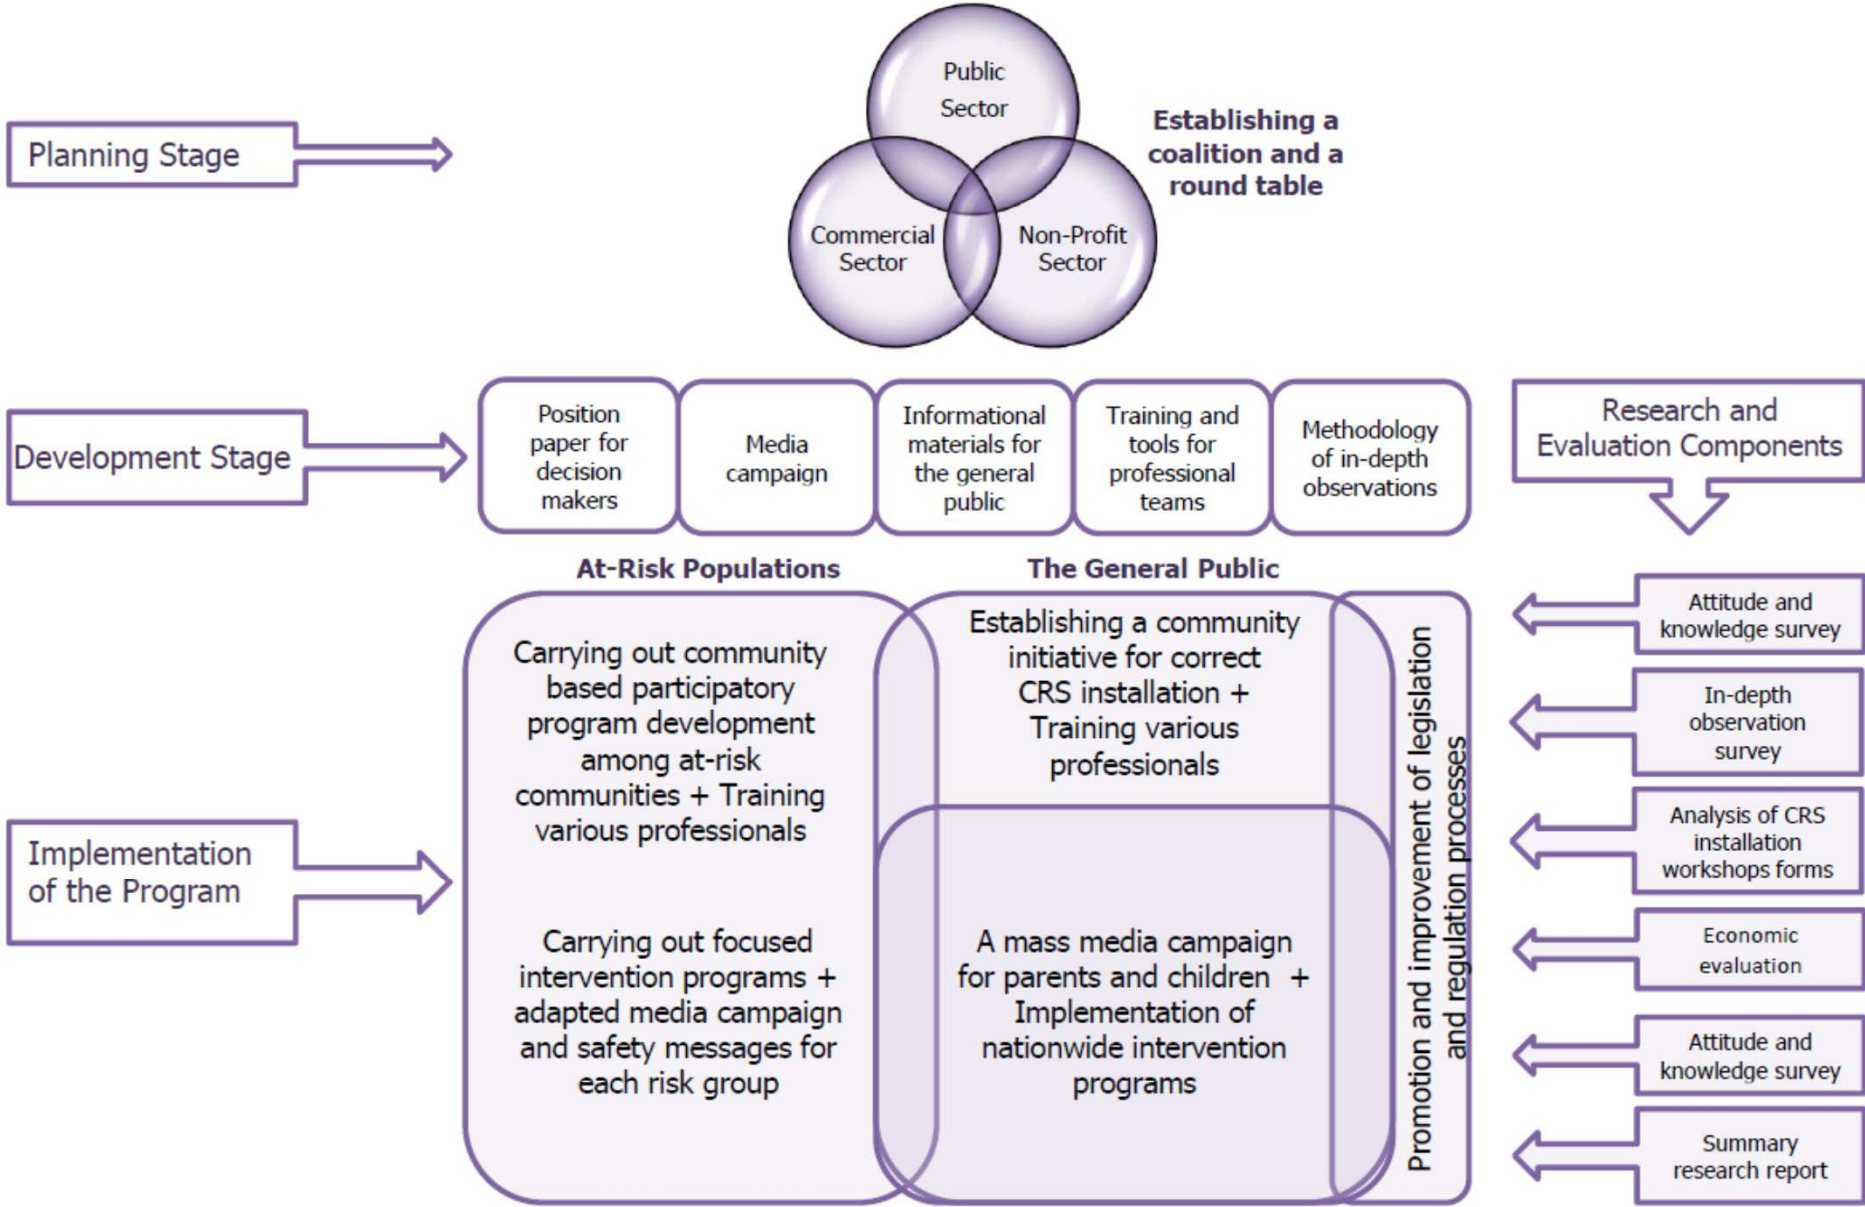 Public
Sector
Establishing a
coalition and a
round table
Planning Stage
Commercial
Sector
Non-Profit
Sector
Development Stage
Position
paper for
decision
makers
Media
campaign
Informational
materials for
the general
public
Training and
tools for
professional
teams
Methodology
of in-depth
observations
Research and
Evaluation Components
At-Risk Populations
The General Public
Implementation
of the Program
Carrying out community
based participatory
program development
among at-risk
communities + Training
various professionals
Carrying out focused
intervention programs +
adapted media campaign
and safety messages for
each risk group
Establishing a community
initiative for correct
CRS installation +
Training various
professionals
A mass media campaign
for parents and children +
Implementation of
nationwide intervention
programs
Promotion and improvement of legislation
and regulation processes
Attitude and
knowledge survey
In-depth
observation
survey
Analysis of CRS
installation
workshops forms
Economic
evaluation
Attitude and
knowledge survey
Summary
research report